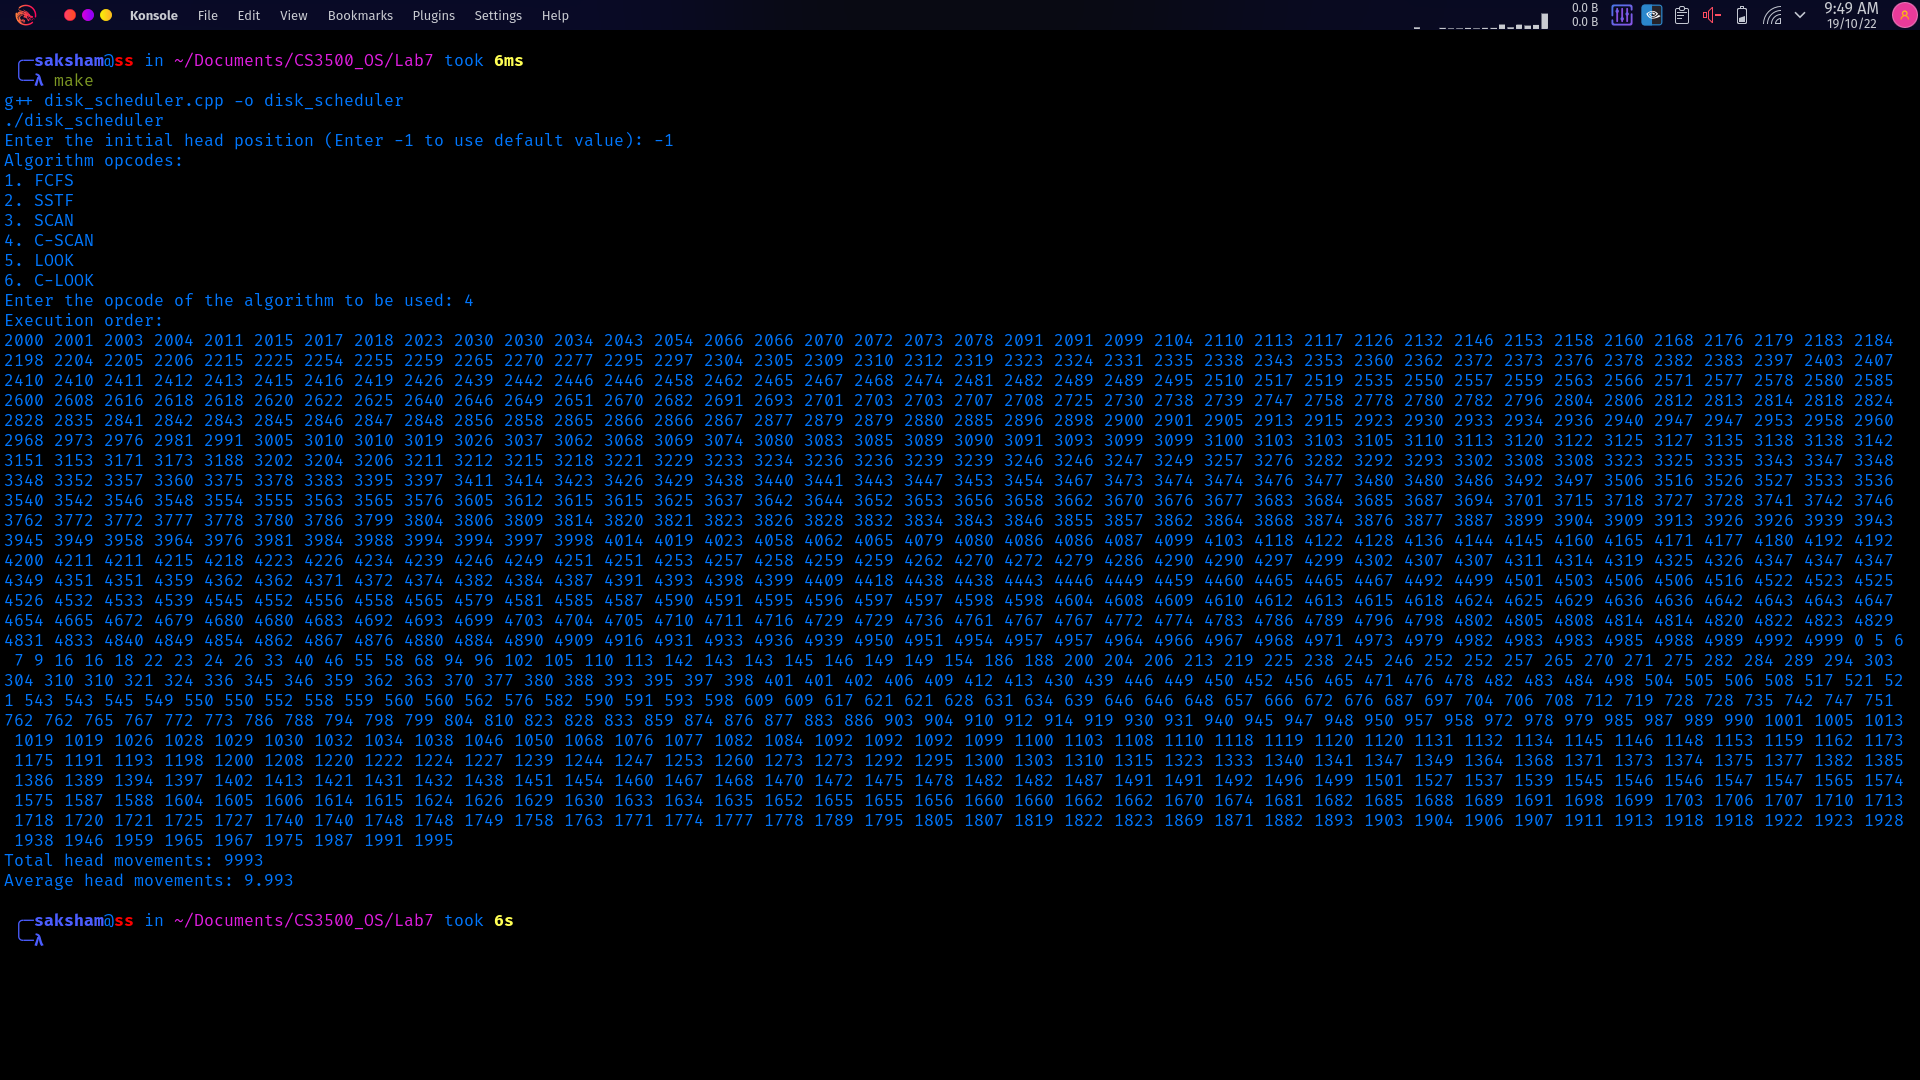 Konsole File Edit View Bookmarks Plugins Settings Help
0.0 B
0.0 B
9:49 AM
19/10/22
saksham@ss in ~/Documents/CS3500_OS/Lab7 took 6ms
λ make
g++ disk_scheduler.cpp -o disk_scheduler
./disk_scheduler
Enter the initial head position (Enter -1 to use default value): -1
Algorithm opcodes:
1. FCFS
2. SSTF
3. SCAN
4. C-SCAN
5. LOOK
6. C-LOOK
Enter the opcode of the algorithm to be used: 4
Execution order:
2000 2001 2003 2004 2011 2015 2017 2018 2023 2030 2030 2034 2043 2054 2066 2066 2070 2072 2073 2078 2091 2091 2099 2104 2110 2113 2117 2126 2132 2146 2153 2158 2160 2168 2176 2179 2183 2184
2198 2204 2205 2206 2215 2225 2254 2255 2259 2265 2270 2277 2295 2297 2304 2305 2309 2310 2312 2319 2323 2324 2331 2335 2338 2343 2353 2360 2362 2372 2373 2376 2378 2382 2383 2397 2403 2407
2410 2410 2411 2412 2413 2415 2416 2419 2426 2439 2442 2446 2446 2458 2462 2465 2467 2468 2474 2481 2482 2489 2489 2495 2510 2517 2519 2535 2550 2557 2559 2563 2566 2571 2577 2578 2580 2585
2600 2608 2616 2618 2618 2620 2622 2625 2640 2646 2649 2651 2670 2682 2691 2693 2701 2703 2703 2707 2708 2725 2730 2738 2739 2747 2758 2778 2780 2782 2796 2804 2806 2812 2813 2814 2818 2824
2828 2835 2841 2842 2843 2845 2846 2847 2848 2856 2858 2865 2866 2866 2867 2877 2879 2879 2880 2885 2896 2898 2900 2901 2905 2913 2915 2923 2930 2933 2934 2936 2940 2947 2947 2953 2958 2960
2968 2973 2976 2981 2991 3005 3010 3010 3019 3026 3037 3062 3068 3069 3074 3080 3083 3085 3089 3090 3091 3093 3099 3099 3100 3103 3103 3105 3110 3113 3120 3122 3125 3127 3135 3138 3138 3142
3151 3153 3171 3173 3188 3202 3204 3206 3211 3212 3215 3218 3221 3229 3233 3234 3236 3236 3239 3239 3246 3246 3247 3249 3257 3276 3282 3292 3293 3302 3308 3308 3323 3325 3335 3343 3347 3348
3348 3352 3357 3360 3375 3378 3383 3395 3397 3411 3414 3423 3426 3429 3438 3440 3441 3443 3447 3453 3454 3467 3473 3474 3474 3476 3477 3480 3480 3486 3492 3497 3506 3516 3526 3527 3533 3536
3540 3542 3546 3548 3554 3555 3563 3565 3576 3605 3612 3615 3615 3625 3637 3642 3644 3652 3653 3656 3658 3662 3670 3676 3677 3683 3684 3685 3687 3694 3701 3715 3718 3727 3728 3741 3742 3746
3762 3772 3772 3777 3778 3780 3786 3799 3804 3806 3809 3814 3820 3821 3823 3826 3828 3832 3834 3843 3846 3855 3857 3862 3864 3868 3874 3876 3877 3887 3899 3904 3909 3913 3926 3926 3939 3943
3945 3949 3958 3964 3976 3981 3984 3988 3994 3994 3997 3998 4014 4019 4023 4058 4062 4065 4079 4080 4086 4086 4087 4099 4103 4118 4122 4128 4136 4144 4145 4160 4165 4171 4177 4180 4192 4192
4200 4211 4211 4215 4218 4223 4226 4234 4239 4246 4249 4251 4251 4253 4257 4258 4259 4259 4262 4270 4272 4279 4286 4290 4290 4297 4299 4302 4307 4307 4311 4314 4319 4325 4326 4347 4347 4347
4349 4351 4351 4359 4362 4362 4371 4372 4374 4382 4384 4387 4391 4393 4398 4399 4409 4418 4438 4438 4443 4446 4449 4459 4460 4465 4465 4467 4492 4499 4501 4503 4506 4506 4516 4522 4523 4525
4526 4532 4533 4539 4545 4552 4556 4558 4565 4579 4581 4585 4587 4590 4591 4595 4596 4597 4597 4598 4598 4604 4608 4609 4610 4612 4613 4615 4618 4624 4625 4629 4636 4636 4642 4643 4643 4647
4654 4665 4672 4679 4680 4680 4683 4692 4693 4699 4703 4704 4705 4710 4711 4716 4729 4729 4736 4761 4767 4767 4772 4774 4783 4786 4789 4796 4798 4802 4805 4808 4814 4814 4820 4822 4823 4829
4831 4833 4840 4849 4854 4862 4867 4876 4880 4884 4890 4909 4916 4931 4933 4936 4939 4950 4951 4954 4957 4957 4964 4966 4967 4968 4971 4973 4979 4982 4983 4983 4985 4988 4989 4992 4999 0 5 6
7 9 16 16 18 22 23 24 26 33 40 46 55 58 68 94 96 102 105 110 113 142 143 143 145 146 149 149 154 186 188 200 204 206 213 219 225 238 245 246 252 252 257 265 270 271 275 282 284 289 294 303
304 310 310 321 324 336 345 346 359 362 363 370 377 380 388 393 395 397 398 401 401 402 406 409 412 413 430 439 446 449 450 452 456 465 471 476 478 482 483 484 498 504 505 506 508 517 521 52
1 543 543 545 549 550 550 552 558 559 560 560 562 576 582 590 591 593 598 609 609 617 621 621 628 631 634 639 646 646 648 657 666 672 676 687 697 704 706 708 712 719 728 728 735 742 747 751
762 762 765 767 772 773 786 788 794 798 799 804 810 823 828 833 859 874 876 877 883 886 903 904 910 912 914 919 930 931 940 945 947 948 950 957 958 972 978 979 985 987 989 990 1001 1005 1013
1019 1019 1026 1028 1029 1030 1032 1034 1038 1046 1050 1068 1076 1077 1082 1084 1092 1092 1092 1099 1100 1103 1108 1110 1118 1119 1120 1120 1131 1132 1134 1145 1146 1148 1153 1159 1162 1173
1175 1191 1193 1198 1200 1208 1220 1222 1224 1227 1239 1244 1247 1253 1260 1273 1273 1292 1295 1300 1303 1310 1315 1323 1333 1340 1341 1347 1349 1364 1368 1371 1373 1374 1375 1377 1382 1385
1386 1389 1394 1397 1402 1413 1421 1431 1432 1438 1451 1454 1460 1467 1468 1470 1472 1475 1478 1482 1482 1487 1491 1491 1492 1496 1499 1501 1527 1537 1539 1545 1546 1546 1547 1547 1565 1574
1575 1587 1588 1604 1605 1606 1614 1615 1624 1626 1629 1630 1633 1634 1635 1652 1655 1655 1656 1660 1660 1662 1662 1670 1674 1681 1682 1685 1688 1689 1691 1698 1699 1703 1706 1707 1710 1713
1718 1720 1721 1725 1727 1740 1740 1748 1748 1749 1758 1763 1771 1774 1777 1778 1789 1795 1805 1807 1819 1822 1823 1869 1871 1882 1893 1903 1904 1906 1907 1911 1913 1918 1918 1922 1923 1928
1938 1946 1959 1965 1967 1975 1987 1991 1995
Total head movements: 9993
Average head movements: 9.993
saksham@ss in ~/Documents/CS3500_OS/Lab7 took 6s
λ